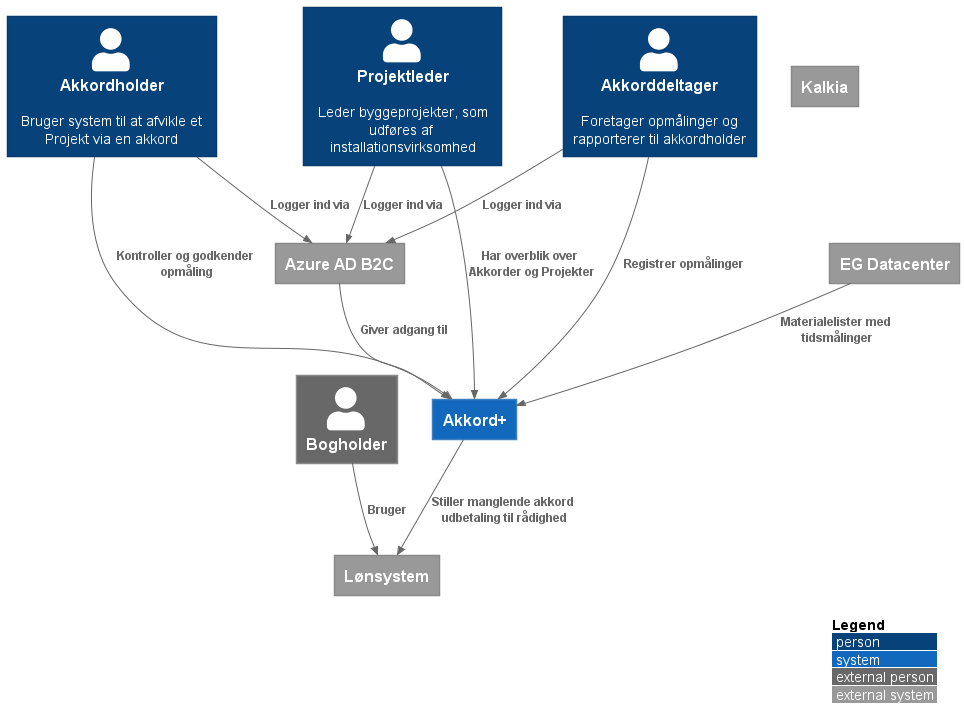 Akkordholder
Bruger system til at afvikle et
Projekt via en akkord
Projektleder
Leder byggeprojekter, som
udføres af
installationsvirksomhed
Akkorddeltager
Foretager opmålinger og
rapporterer til akkordholder
Kalkia
Logger ind via
Logger ind via
Logger ind via
Kontroller og godkender
opmåling
Azure AD B2C
Har overblik over
Akkorder og Projekter
Registrer opmålinger
EG Datacenter
Giver adgang til
Materialelister med
tidsmålinger
Bogholder
Akkord+
Bruger
Stiller manglende akkord
udbetaling til rådighed
Lønsystem
Legend
person
system
external person
external system